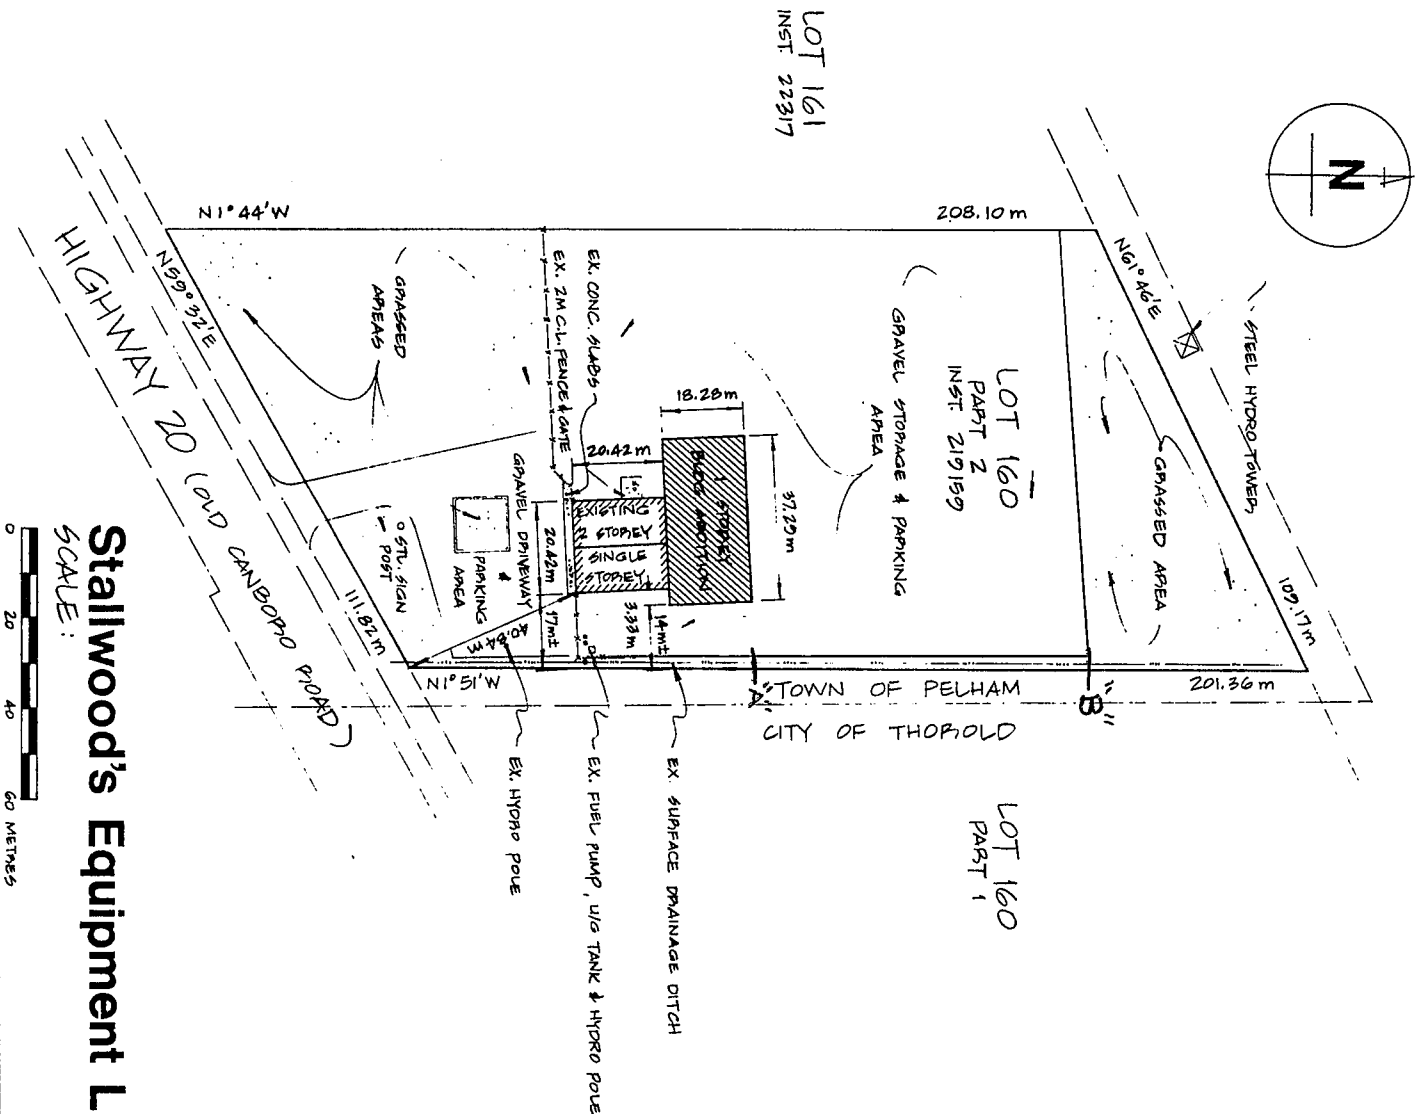 LOT 161
INST. 22317
N
N1°44'W
208.10 m
N61°46'E
STEEL HYDRO TOWER
N59°32'E
HIGHWAY 20 (OLD CANBORO ROAD)
GRASSED
AREAS
EX. 2M C.L. FENCE & GATE
EX. CONC. SLABS
GRAVEL STORAGE & PARKING
AREA
LOT 160
PART 2
INST. 219159
GRASSED AREA
18.28m
37.29m
20.42m
1 STOREY
BLDG ADDITION
EXISTING
2 STOREY
SINGLE
STOREY
GRAVEL DRIVEWAY
&
PARKING
AREA
20.42m
17m±
3.33m
14m±
40.84m
O STL. SIGN
POST
111.82m
109.17m
N1°51'W
201.36m
"A"
"B"
TOWN OF PELHAM
CITY OF THOROLD
EX. HYDRO POLE
EX. FUEL PUMP, U/G TANK & HYDRO POLE
EX. SURFACE DRAINAGE DITCH
LOT 160
PART 1
Stallwood's Equipment L
SCALE:
0 20 40 60 METRES